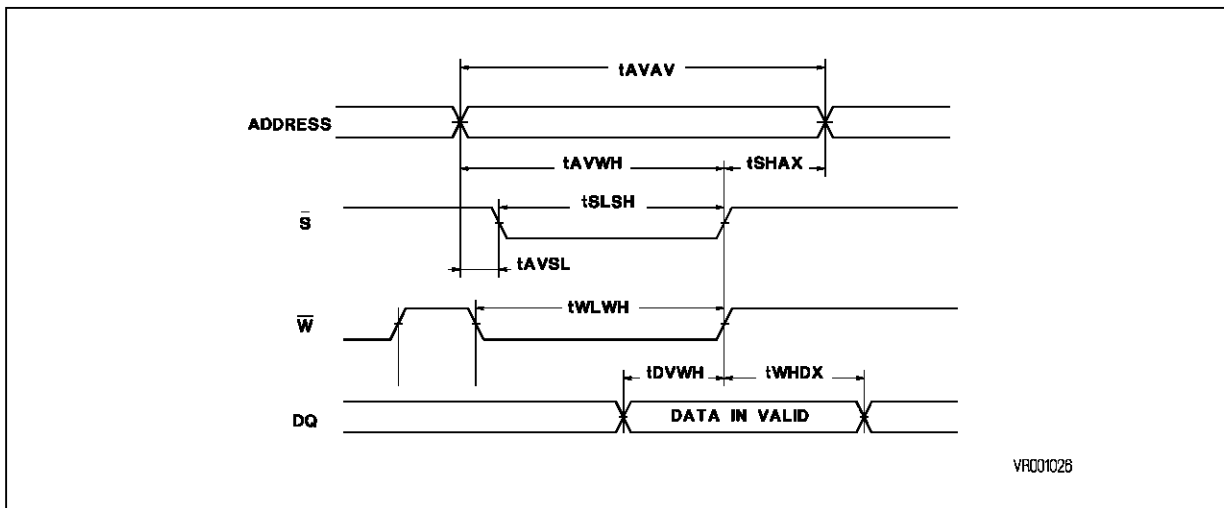 tAVAV
ADDRESS
tAVWH tSHAX
tSLSH
S̅
tAVSL
W̅
tWLWH
tDVWH tWHDX
DQ
DATA IN VALID
VR001026